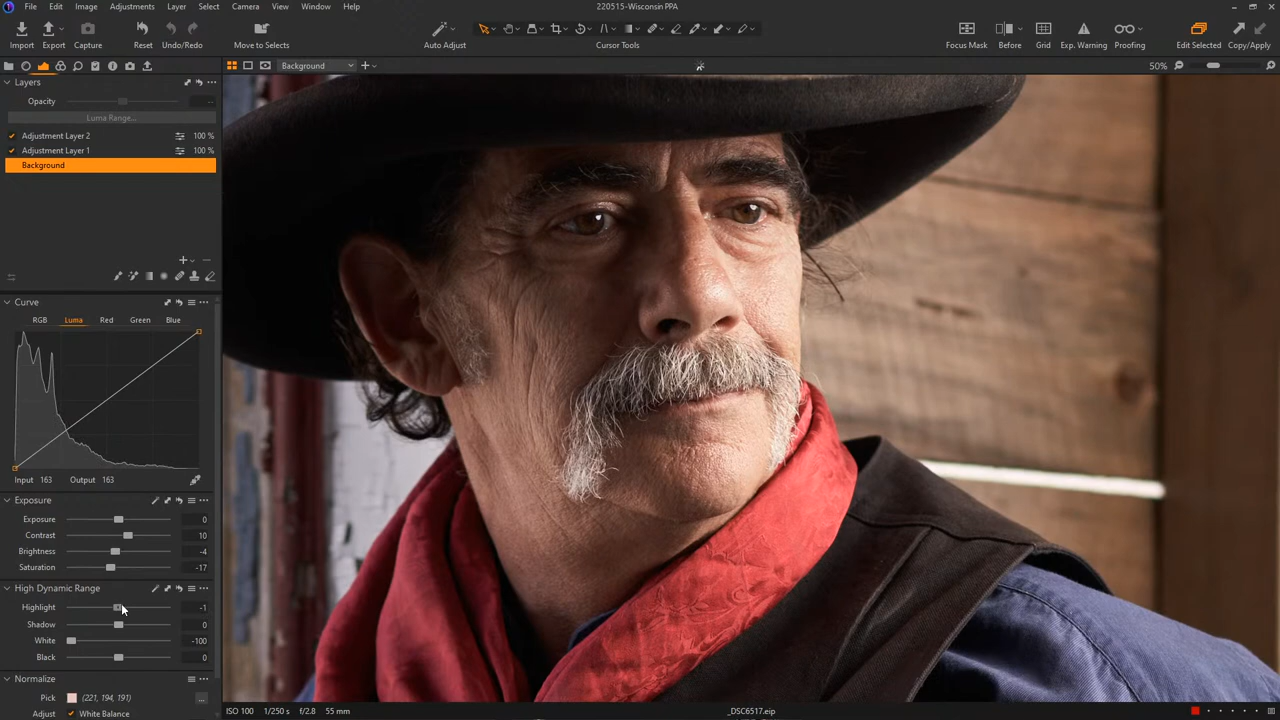 File Edit Image Adjustments Layer Select Camera View Window Help 220515-Wisconsin PPA
Import Export Capture Reset Undo/Redo Move to Selects Auto Adjust Cursor Tools Focus Mask Before Grid Exp. Warning Proofing Edit Selected Copy/Apply
Background 50%
Layers
Opacity
Luma Range...
Adjustment Layer 2 100 %
Adjustment Layer 1 100 %
Background
Curve
RGB Luma Red Green Blue
Input 163 Output 163
Exposure
Exposure 0
Contrast 10
Brightness -4
Saturation -17
High Dynamic Range
Highlight -1
Shadow 0
White -100
Black 0
Normalize
Pick (221, 194, 191) ...
Adjust White Balance
ISO 100 1/250 s f/2.8 55 mm _DSC6517.eip